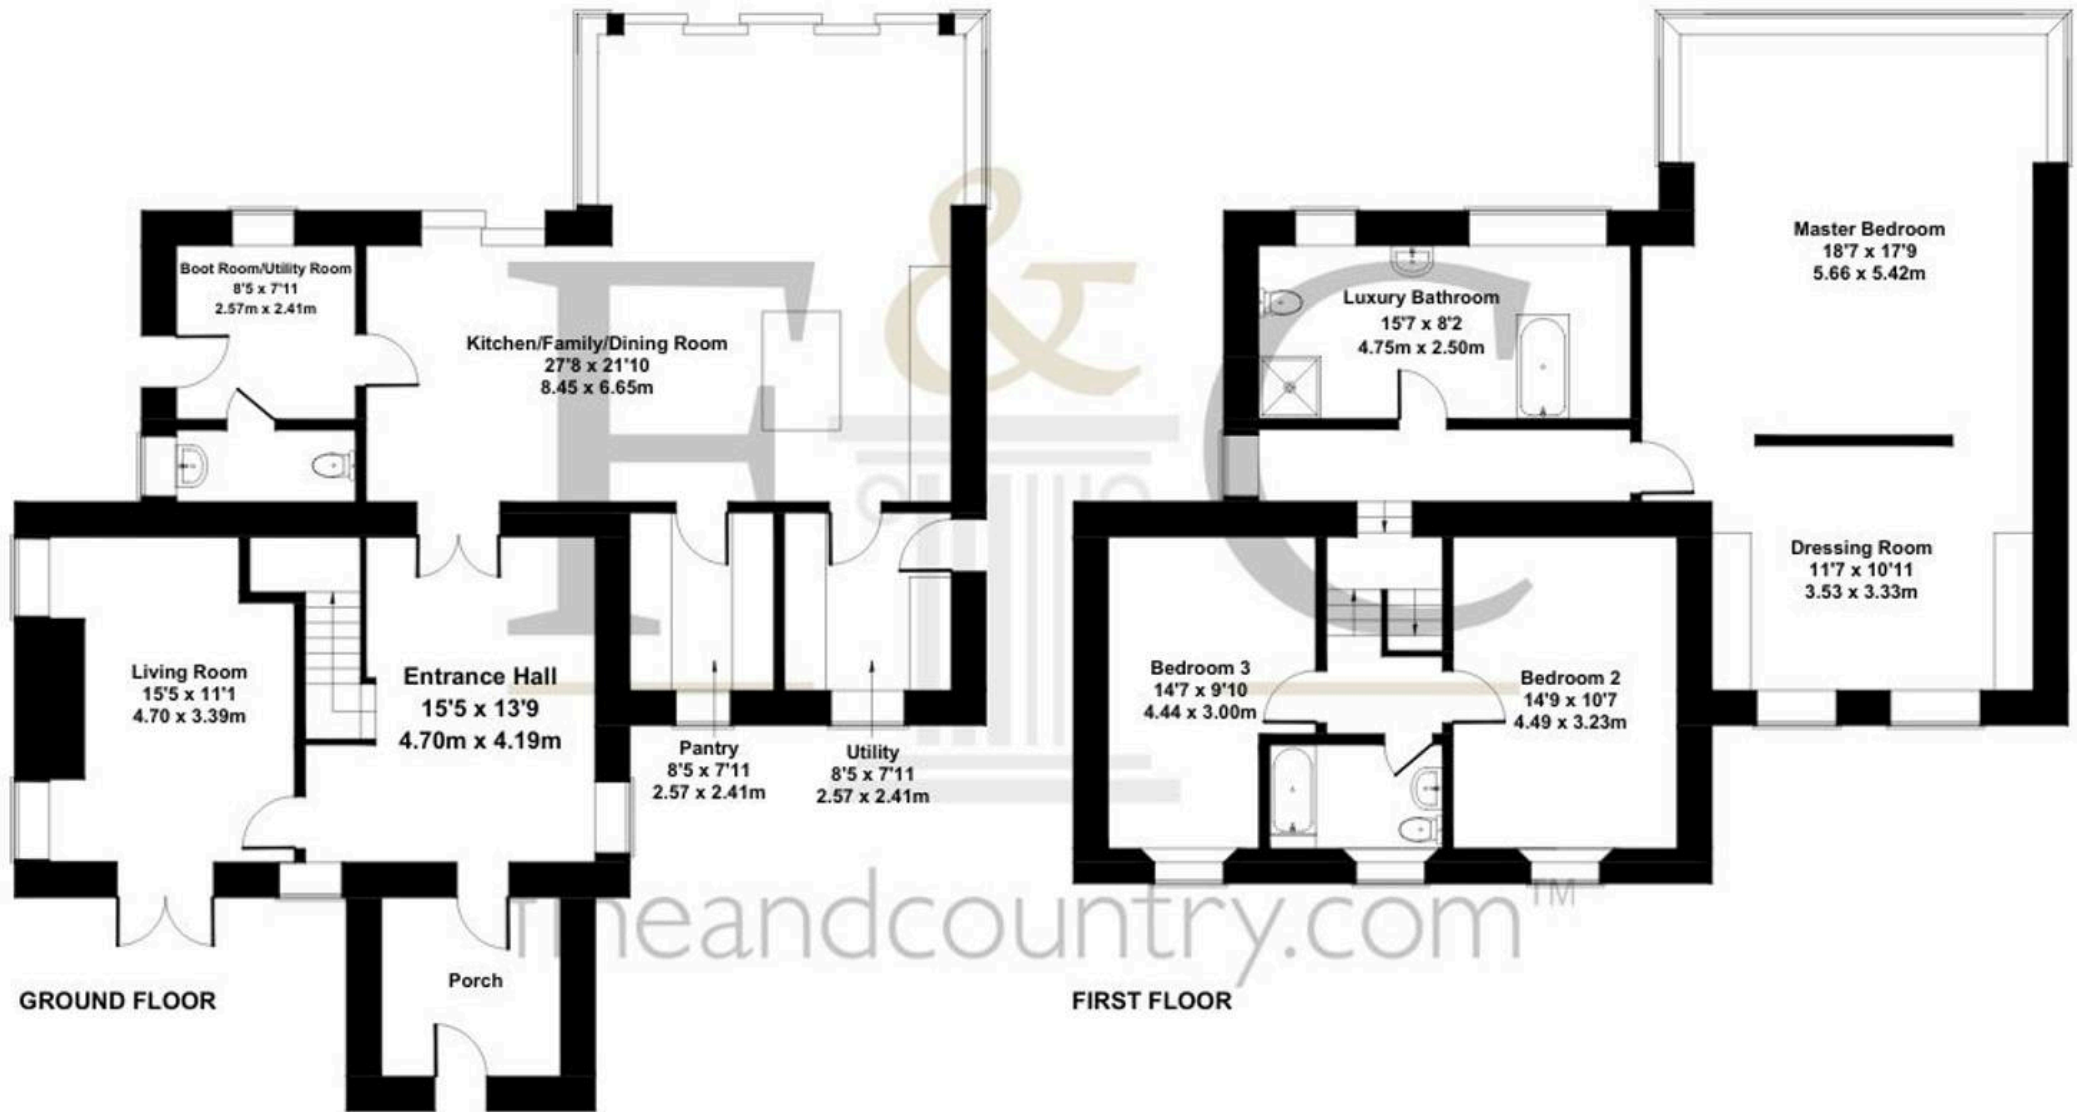 Boot Room/Utility Room
8'5 x 7'11
2.57m x 2.41m
Kitchen/Family/Dining Room
27'8 x 21'10
8.45 x 6.65m
Living Room
15'5 x 11'1
4.70 x 3.39m
Entrance Hall
15'5 x 13'9
4.70m x 4.19m
Pantry
8'5 x 7'11
2.57 x 2.41m
Utility
8'5 x 7'11
2.57 x 2.41m
Porch
GROUND FLOOR
Master Bedroom
18'7 x 17'9
5.66 x 5.42m
Luxury Bathroom
15'7 x 8'2
4.75m x 2.50m
Dressing Room
11'7 x 10'11
3.53 x 3.33m
Bedroom 3
14'7 x 9'10
4.44 x 3.00m
Bedroom 2
14'9 x 10'7
4.49 x 3.23m
FIRST FLOOR
F&C
fineandcountry.com™